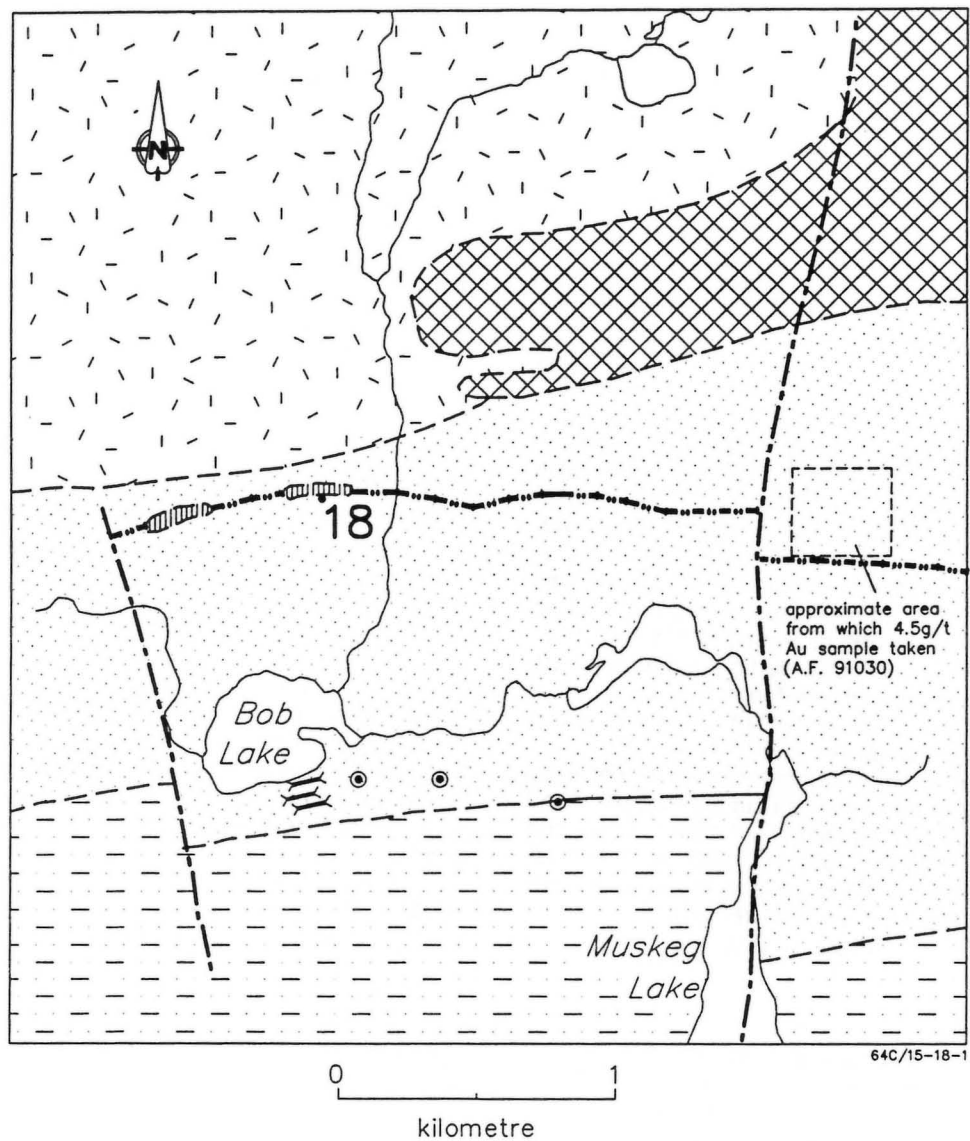 N
18
approximate area
from which 4.5g/t
Au sample taken
(A.F. 91030)
Bob
Lake
Muskeg
Lake
64C/15-18-1
0 1
kilometre